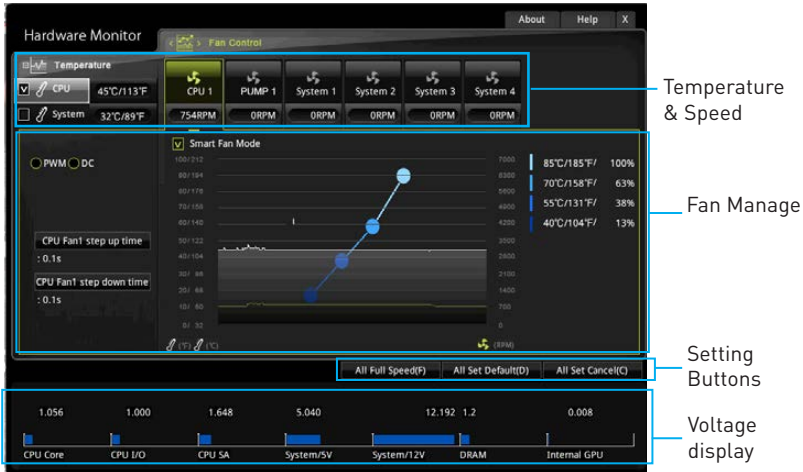 About Help X
Hardware Monitor
Fan Control
Temperature
V CPU 45℃/113℉
System 32℃/89℉
CPU 1 PUMP 1 System 1 System 2 System 3 System 4
754RPM 0RPM 0RPM 0RPM 0RPM 0RPM
Temperature
& Speed
V Smart Fan Mode
PWM DC
100/212 7000
90/194 6300
80/176 5600
70/158 4900
60/140 4200
50/122
40/104
30/ 86 2100
20/ 68 1400
10/ 50 700
0/ 32 0
(℉) (℃) (RPM)
85℃/185℉/ 100%
70℃/158℉/ 63%
55℃/131℉/ 38%
40℃/104℉/ 13%
CPU Fan1 step up time
: 0.1s
CPU Fan1 step down time
: 0.1s
Fan Manage
All Full Speed(F) All Set Default(D) All Set Cancel(C)
Setting
Buttons
1.056 1.000 1.648 5.040 12.192 1.2 0.008
CPU Core CPU I/O CPU SA System/5V System/12V DRAM Internal GPU
Voltage
display